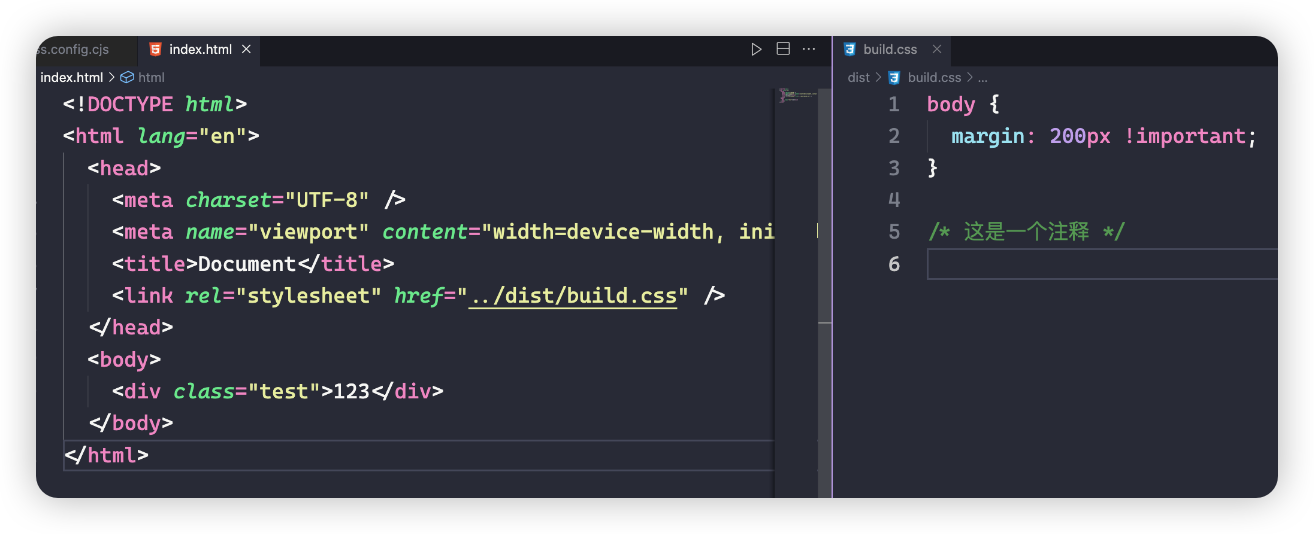 ss.config.cjs
index.html
index.html > html
<!DOCTYPE html>
<html lang="en">
<head>
<meta charset="UTF-8" />
<meta name="viewport" content="width=device-width, ini
<title>Document</title>
<link rel="stylesheet" href="../dist/build.css" />
</head>
<body>
<div class="test">123</div>
</body>
</html>
build.css
dist > build.css > ...
1 body {
2 margin: 200px !important;
3 }
4
5 /* 这是一个注释 */
6